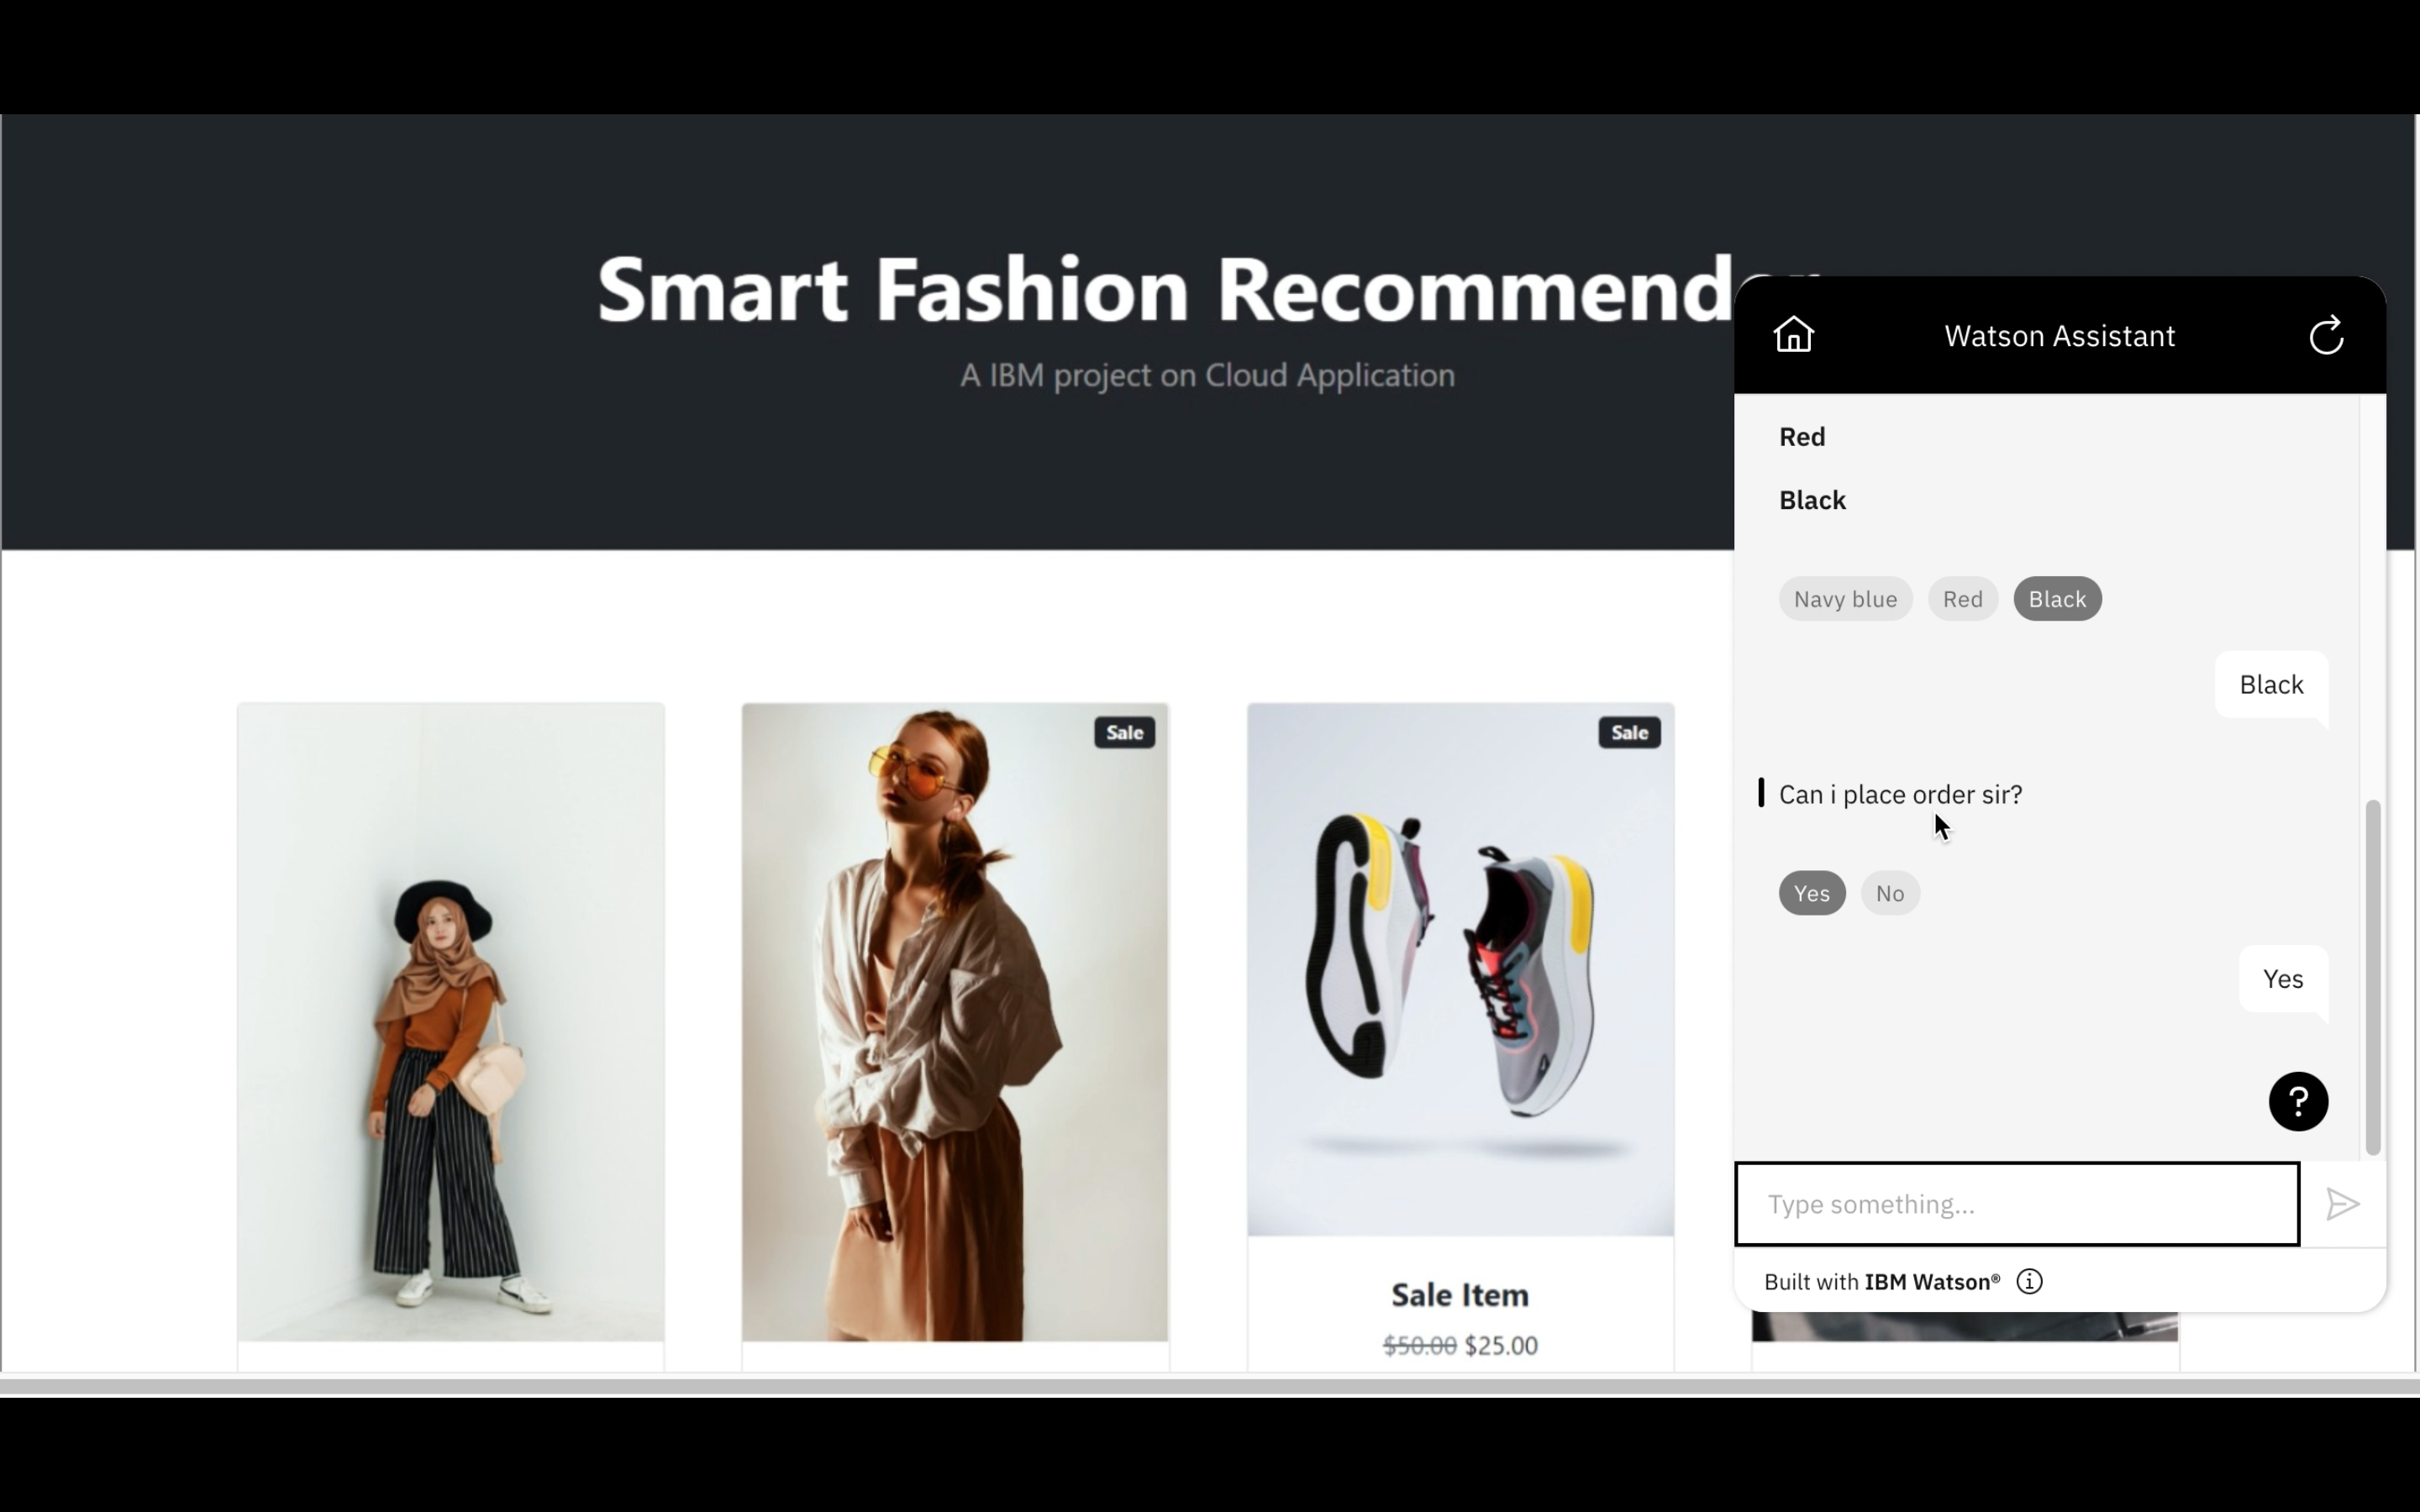 Smart Fashion Recommend
A IBM project on Cloud Application
Sale
Sale
Sale Item
$50.00 $25.00
Watson Assistant
Red
Black
Navy blue Red Black
Black
Can i place order sir?
Yes No
Yes
?
Type something...
Built with IBM Watson®